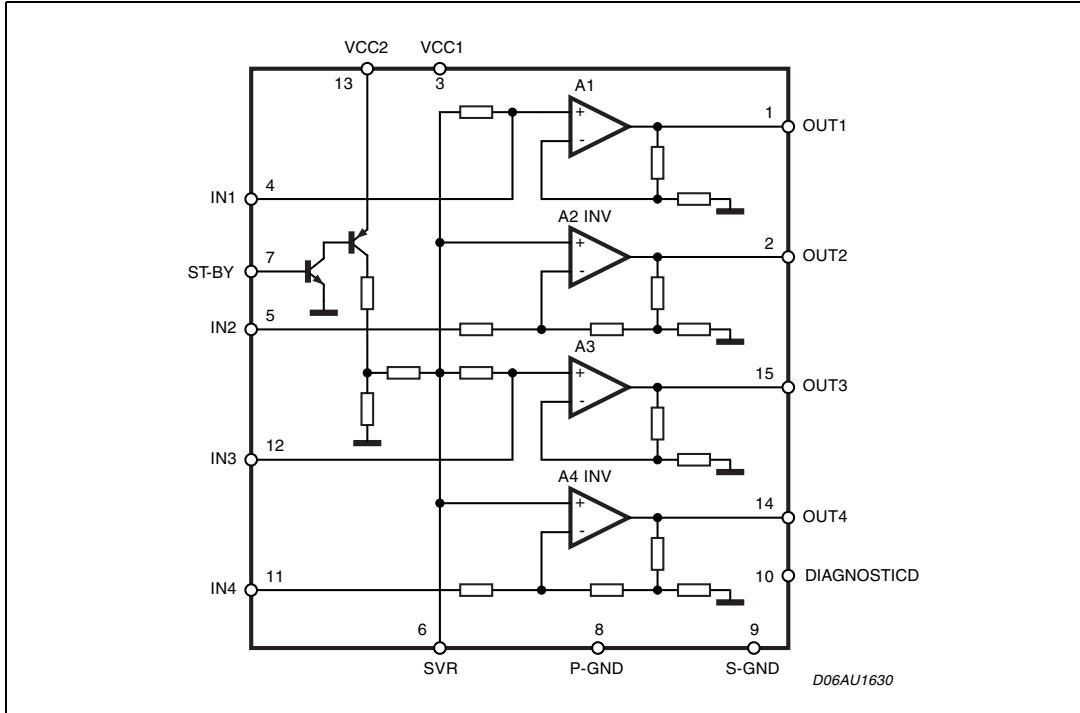 VCC2 VCC1
13 3
A1
+
-
1 OUT1
IN1 4
A2 INV
+
-
2 OUT2
ST-BY 7
IN2 5
A3
+
-
15 OUT3
IN3 12
A4 INV
+
-
14 OUT4
10 DIAGNOSTICD
IN4 11
6 8 9
SVR P-GND S-GND
D06AU1630